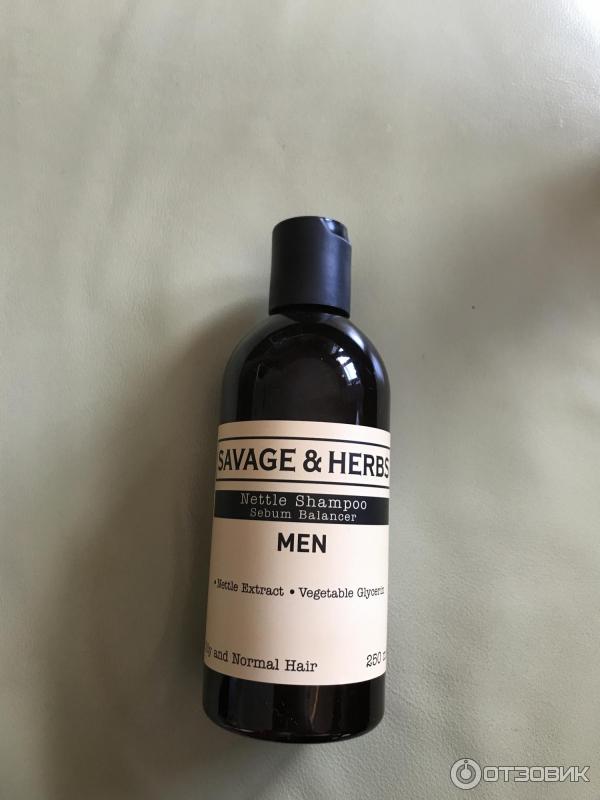 SAVAGE & HERBS
Nettle Shampoo
Sebum Balancer
MEN
• Nettle Extract • Vegetable Glycerin
and Normal Hair
250
ОТЗОВИК